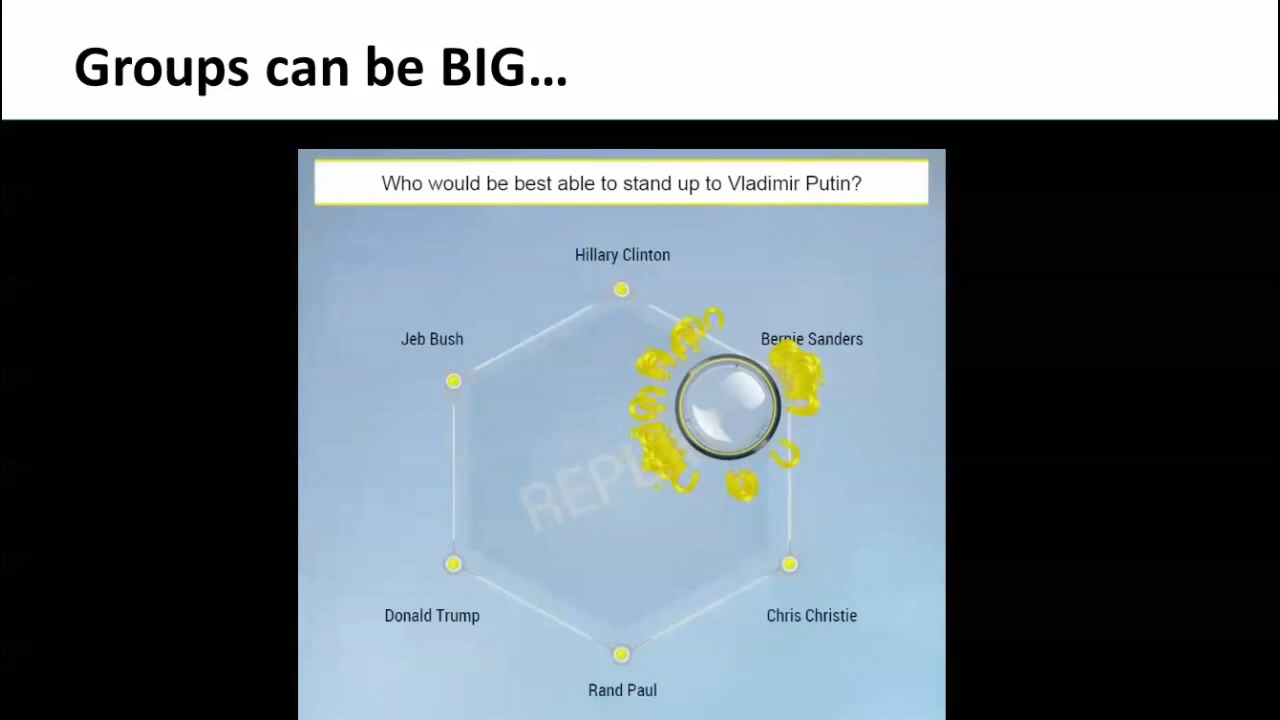 Groups can be BIG...
Who would be best able to stand up to Vladimir Putin?
Hillary Clinton
Jeb Bush
Bernie Sanders
Donald Trump
Chris Christie
Rand Paul